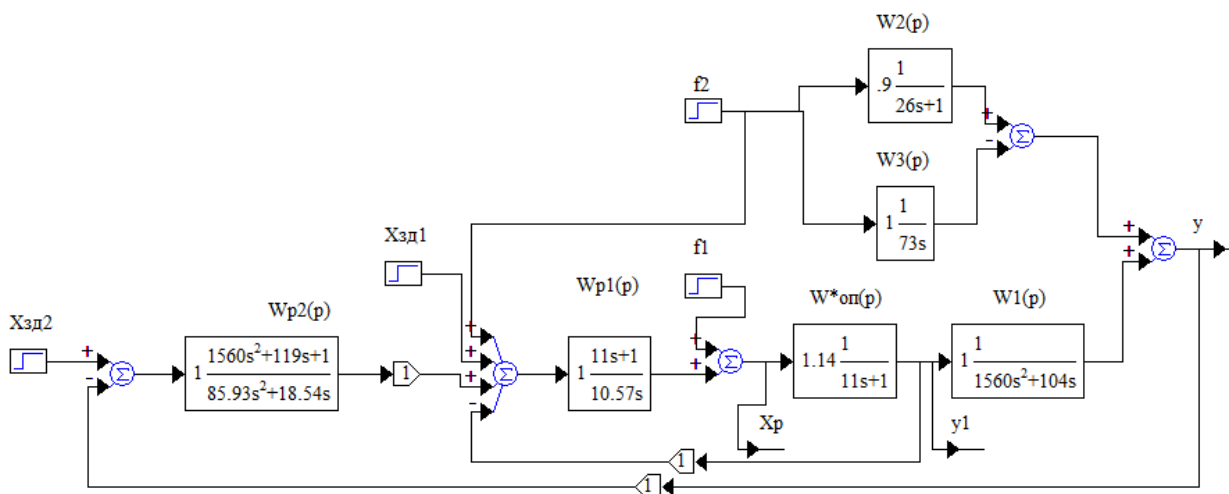 W2(p)
.9 1
26s+1
f2
W3(p)
1 1
73s
Хзд1
f1
y
Wp1(p)
W*оп(p)
W1(p)
Wp2(p)
Хзд2
1560s²+119s+1
1
85.93s²+18.54s
1
11s+1
1
10.57s
1.14 1
11s+1
1 1
1560s²+104s
Xp
y1
1
1